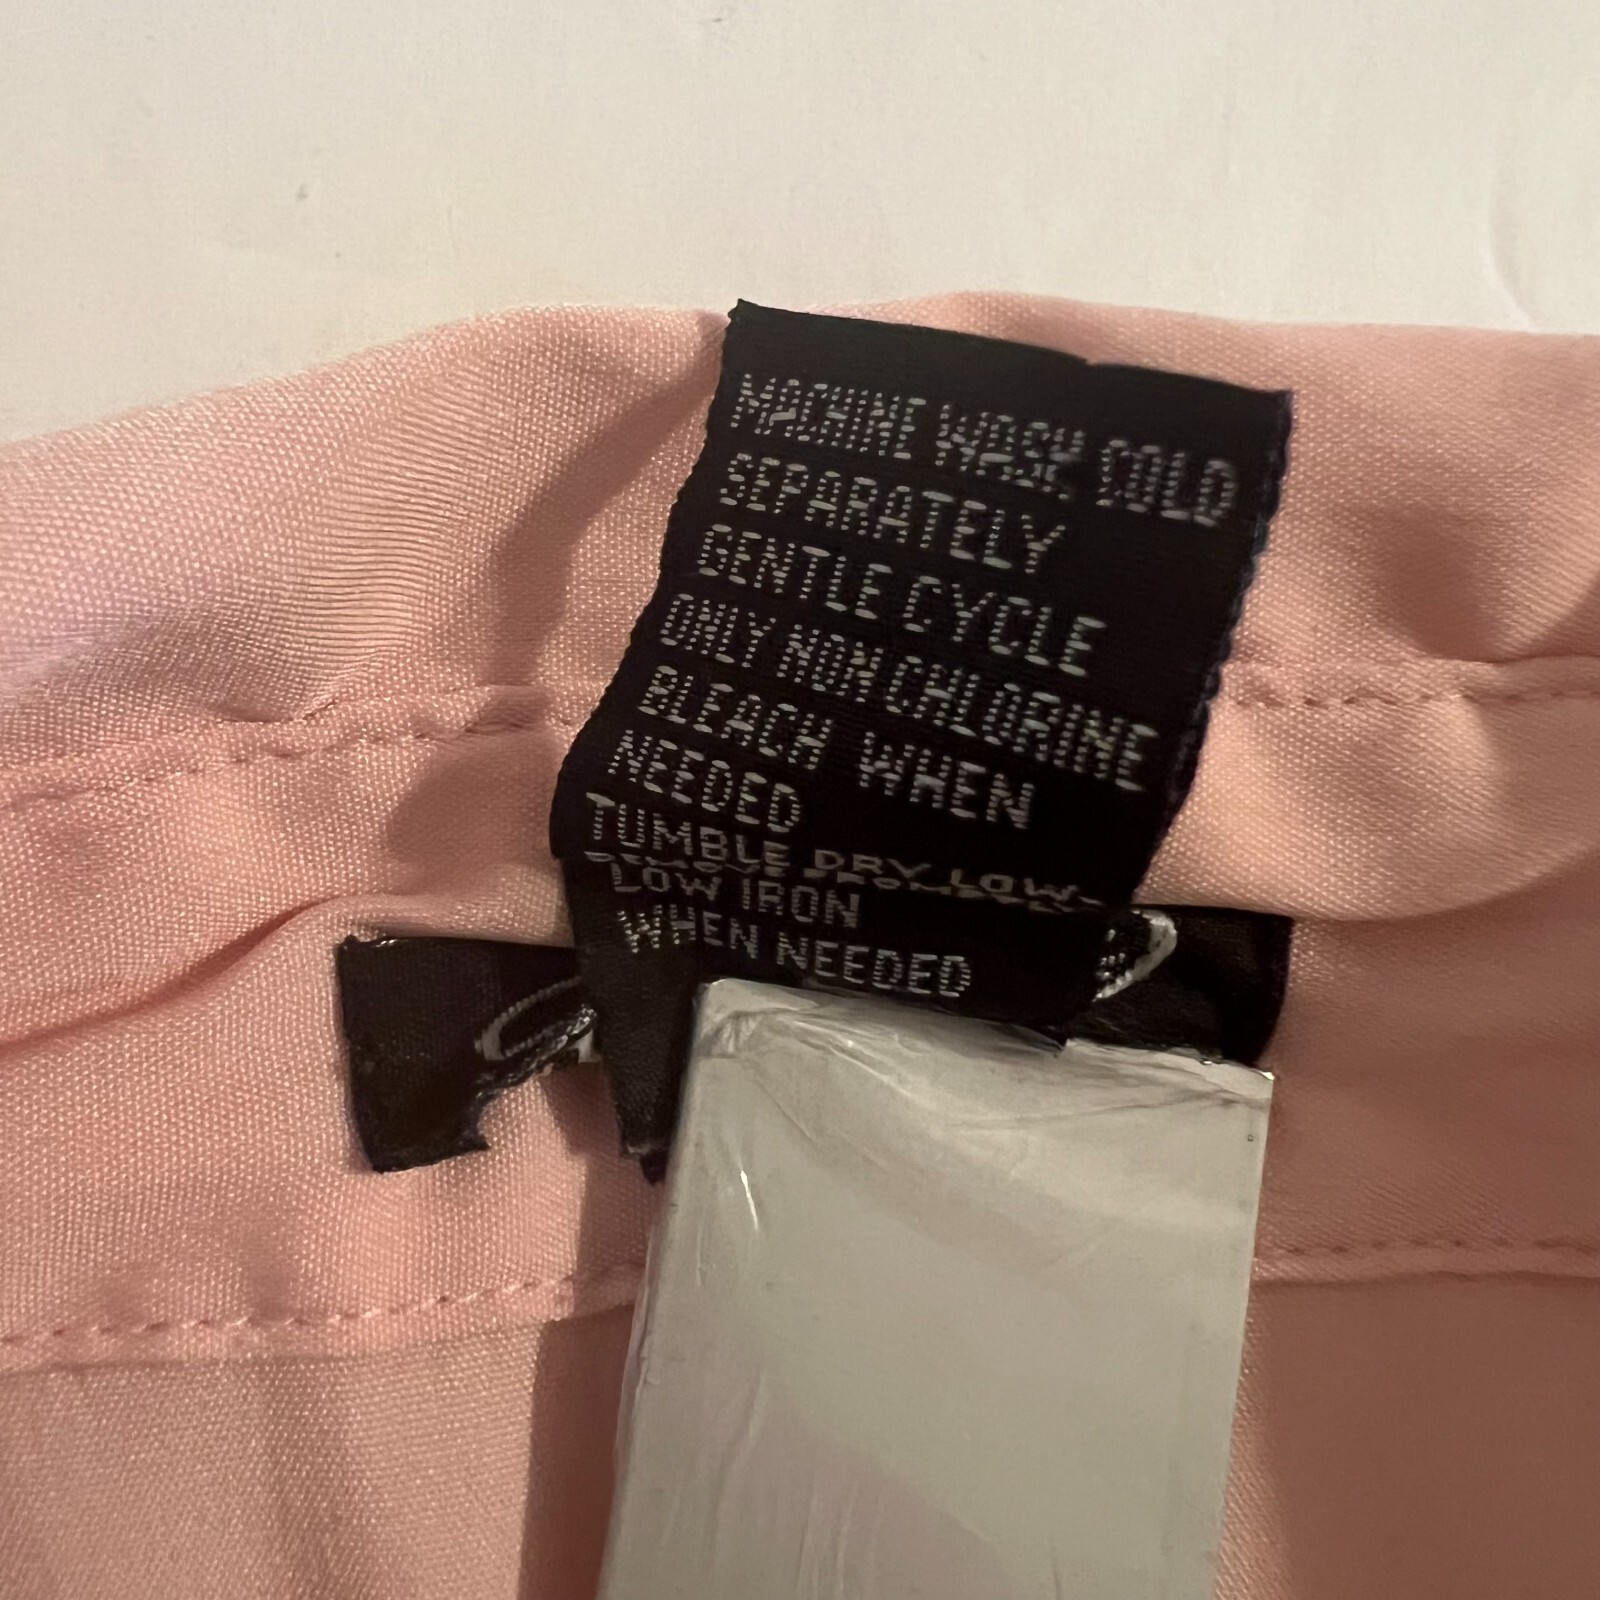 MACHINE WASH COLD
SEPARATELY
GENTLE CYCLE
ONLY NON CHLORINE
BLEACH WHEN
NEEDED
TUMBLE DRY LOW
LOW IRON
WHEN NEEDED